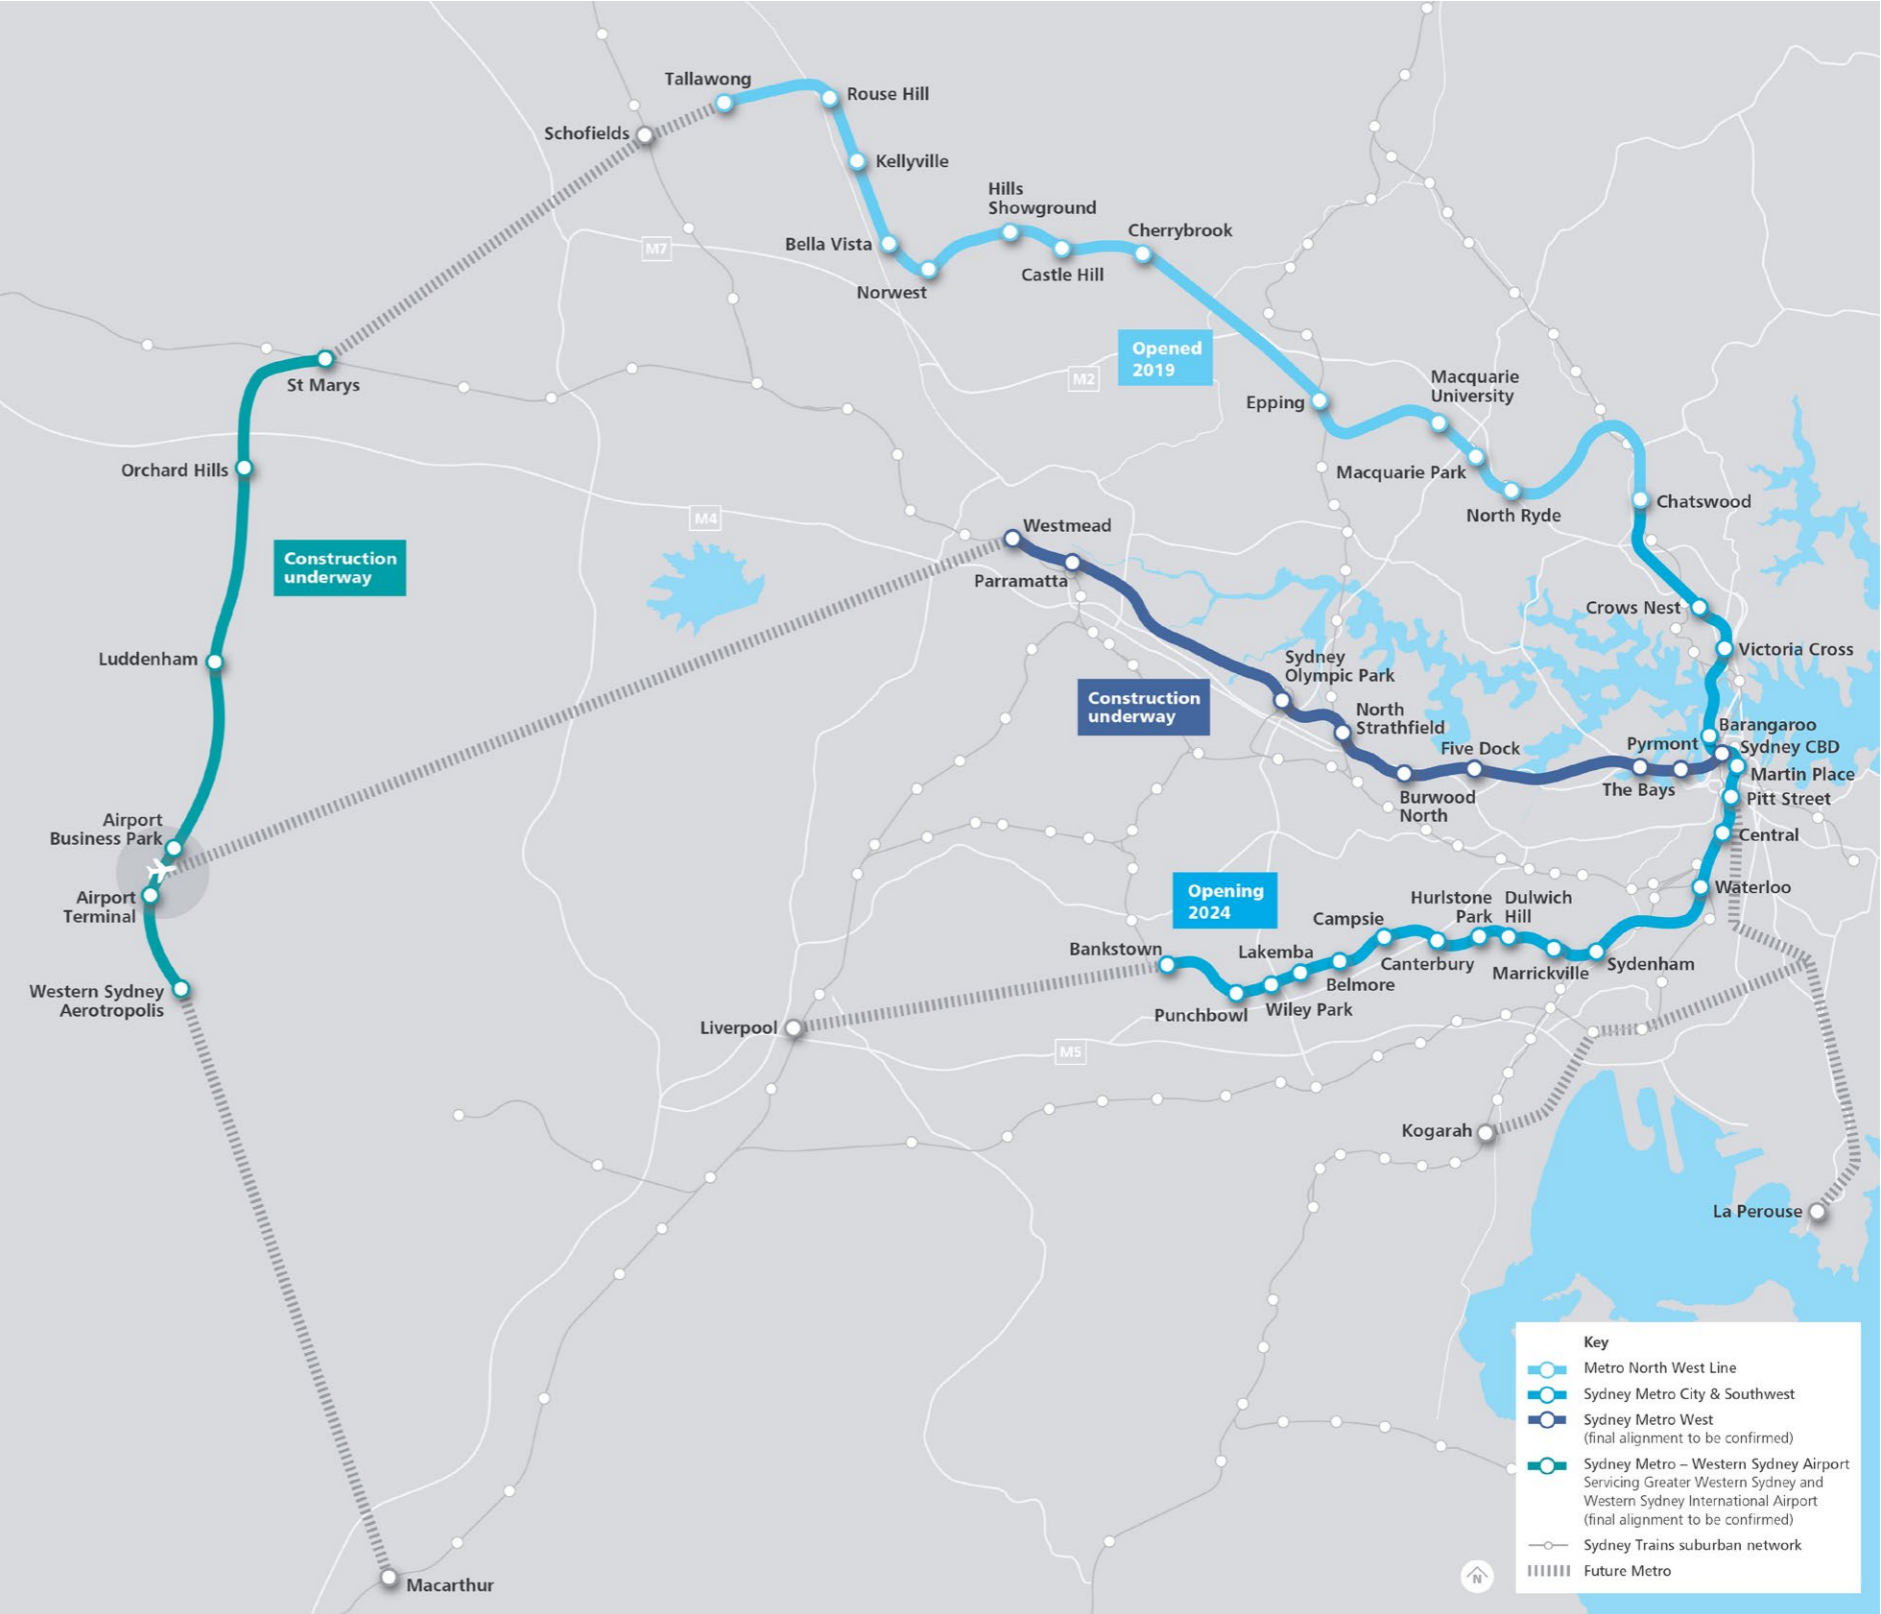 Tallawong
Rouse Hill
Schofields
Kellyville
Hills
Showground
Cherrybrook
Bella Vista
M7
Castle Hill
Norwest
Opened
2019
St Marys
M2
Macquarie
University
Epping
Orchard Hills
Macquarie Park
Chatswood
North Ryde
M4
Westmead
Construction
underway
Parramatta
Crows Nest
Victoria Cross
Luddenham
Sydney
Olympic Park
Construction
underway
North
Strathfield
Barangaroo
Pyrmont
Sydney CBD
Five Dock
Martin Place
The Bays
Burwood
North
Pitt Street
Airport
Business Park
Central
Airport
Terminal
Opening
2024
Waterloo
Hurlstone
Park
Dulwich
Hill
Campsie
Bankstown
Lakemba
Canterbury
Marrickville
Sydenham
Belmore
Wiley Park
Punchbowl
Western Sydney
Aerotropolis
Liverpool
M5
Kogarah
La Perouse
Macarthur
Key
Metro North West Line
Sydney Metro City & Southwest
Sydney Metro West
(final alignment to be confirmed)
Sydney Metro – Western Sydney Airport
Servicing Greater Western Sydney and
Western Sydney International Airport
(final alignment to be confirmed)
Sydney Trains suburban network
Future Metro
N